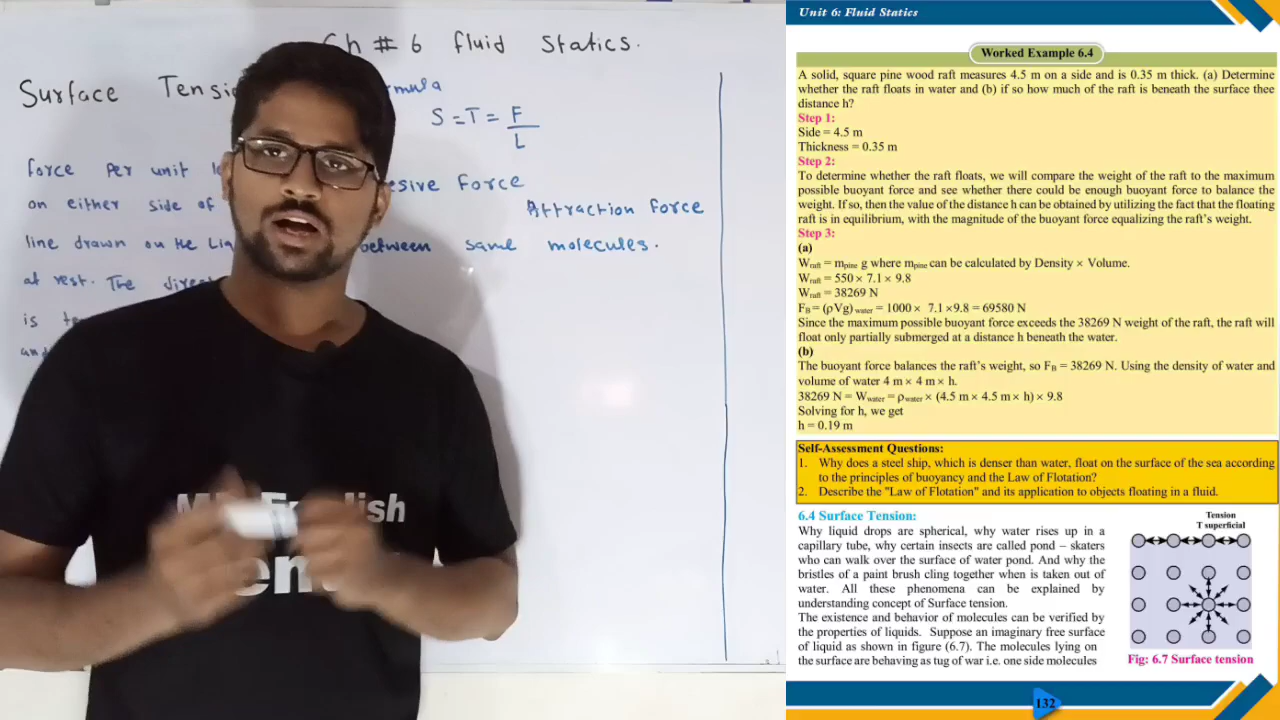 Ch # 6 fluid statics.
Surface
S = T = F
L
Force Per unit
Force
on either side of
Attraction force
line drawn on the
between same molecules.
at rest. The
is
Unit 6: Fluid Statics
Worked Example 6.4
A solid, square pine wood raft measures 4.5 m on a side and is 0.35 m thick. (a) Determine
whether the raft floats in water and (b) if so how much of the raft is beneath the surface thee
distance h?
Step 1:
Side = 4.5 m
Thickness = 0.35 m
Step 2:
To determine whether the raft floats, we will compare the weight of the raft to the maximum
possible buoyant force and see whether there could be enough buoyant force to balance the
weight. If so, then the value of the distance h can be obtained by utilizing the fact that the floating
raft is in equilibrium, with the magnitude of the buoyant force equalizing the raft's weight.
Step 3:
(a)
Wraft = mpine g where mpine can be calculated by Density × Volume.
Wraft = 550 × 7.1 × 9.8
Wraft = 38269 N
FB = (ρVg) water = 1000 × 7.1 ×9.8 = 69580 N
Since the maximum possible buoyant force exceeds the 38269 N weight of the raft, the raft will
float only partially submerged at a distance h beneath the water.
(b)
The buoyant force balances the raft's weight, so FB = 38269 N. Using the density of water and
volume of water 4 m × 4 m × h.
38269 N = Wwater = ρwater × (4.5 m × 4.5 m × h) × 9.8
Solving for h, we get
h = 0.19 m
Self-Assessment Questions:
1. Why does a steel ship, which is denser than water, float on the surface of the sea according
to the principles of buoyancy and the Law of Flotation?
2. Describe the "Law of Flotation" and its application to objects floating in a fluid.
6.4 Surface Tension:
Why liquid drops are spherical, why water rises up in a
capillary tube, why certain insects are called pond – skaters
who can walk over the surface of water pond. And why the
bristles of a paint brush cling together when is taken out of
water. All these phenomena can be explained by
understanding concept of Surface tension.
The existence and behavior of molecules can be verified by
the properties of liquids. Suppose an imaginary free surface
of liquid as shown in figure (6.7). The molecules lying on
the surface are behaving as tug of war i.e. one side molecules
Tension
T superficial
Fig: 6.7 Surface tension
132